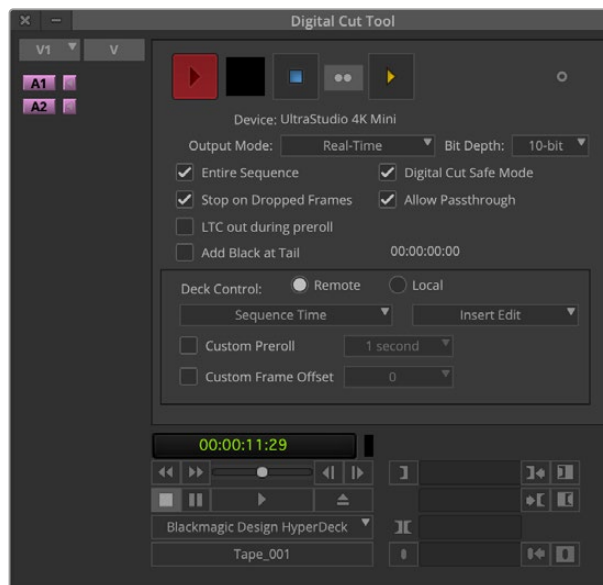 Digital Cut Tool
V1 V
A1
A2
Device: UltraStudio 4K Mini
Output Mode: Real-Time Bit Depth: 10-bit
Entire Sequence Digital Cut Safe Mode
Stop on Dropped Frames Allow Passthrough
LTC out during preroll
Add Black at Tail 00:00:00:00
Deck Control: Remote Local
Sequence Time Insert Edit
Custom Preroll 1 second
Custom Frame Offset 0
00:00:11:29
Blackmagic Design HyperDeck
Tape_001